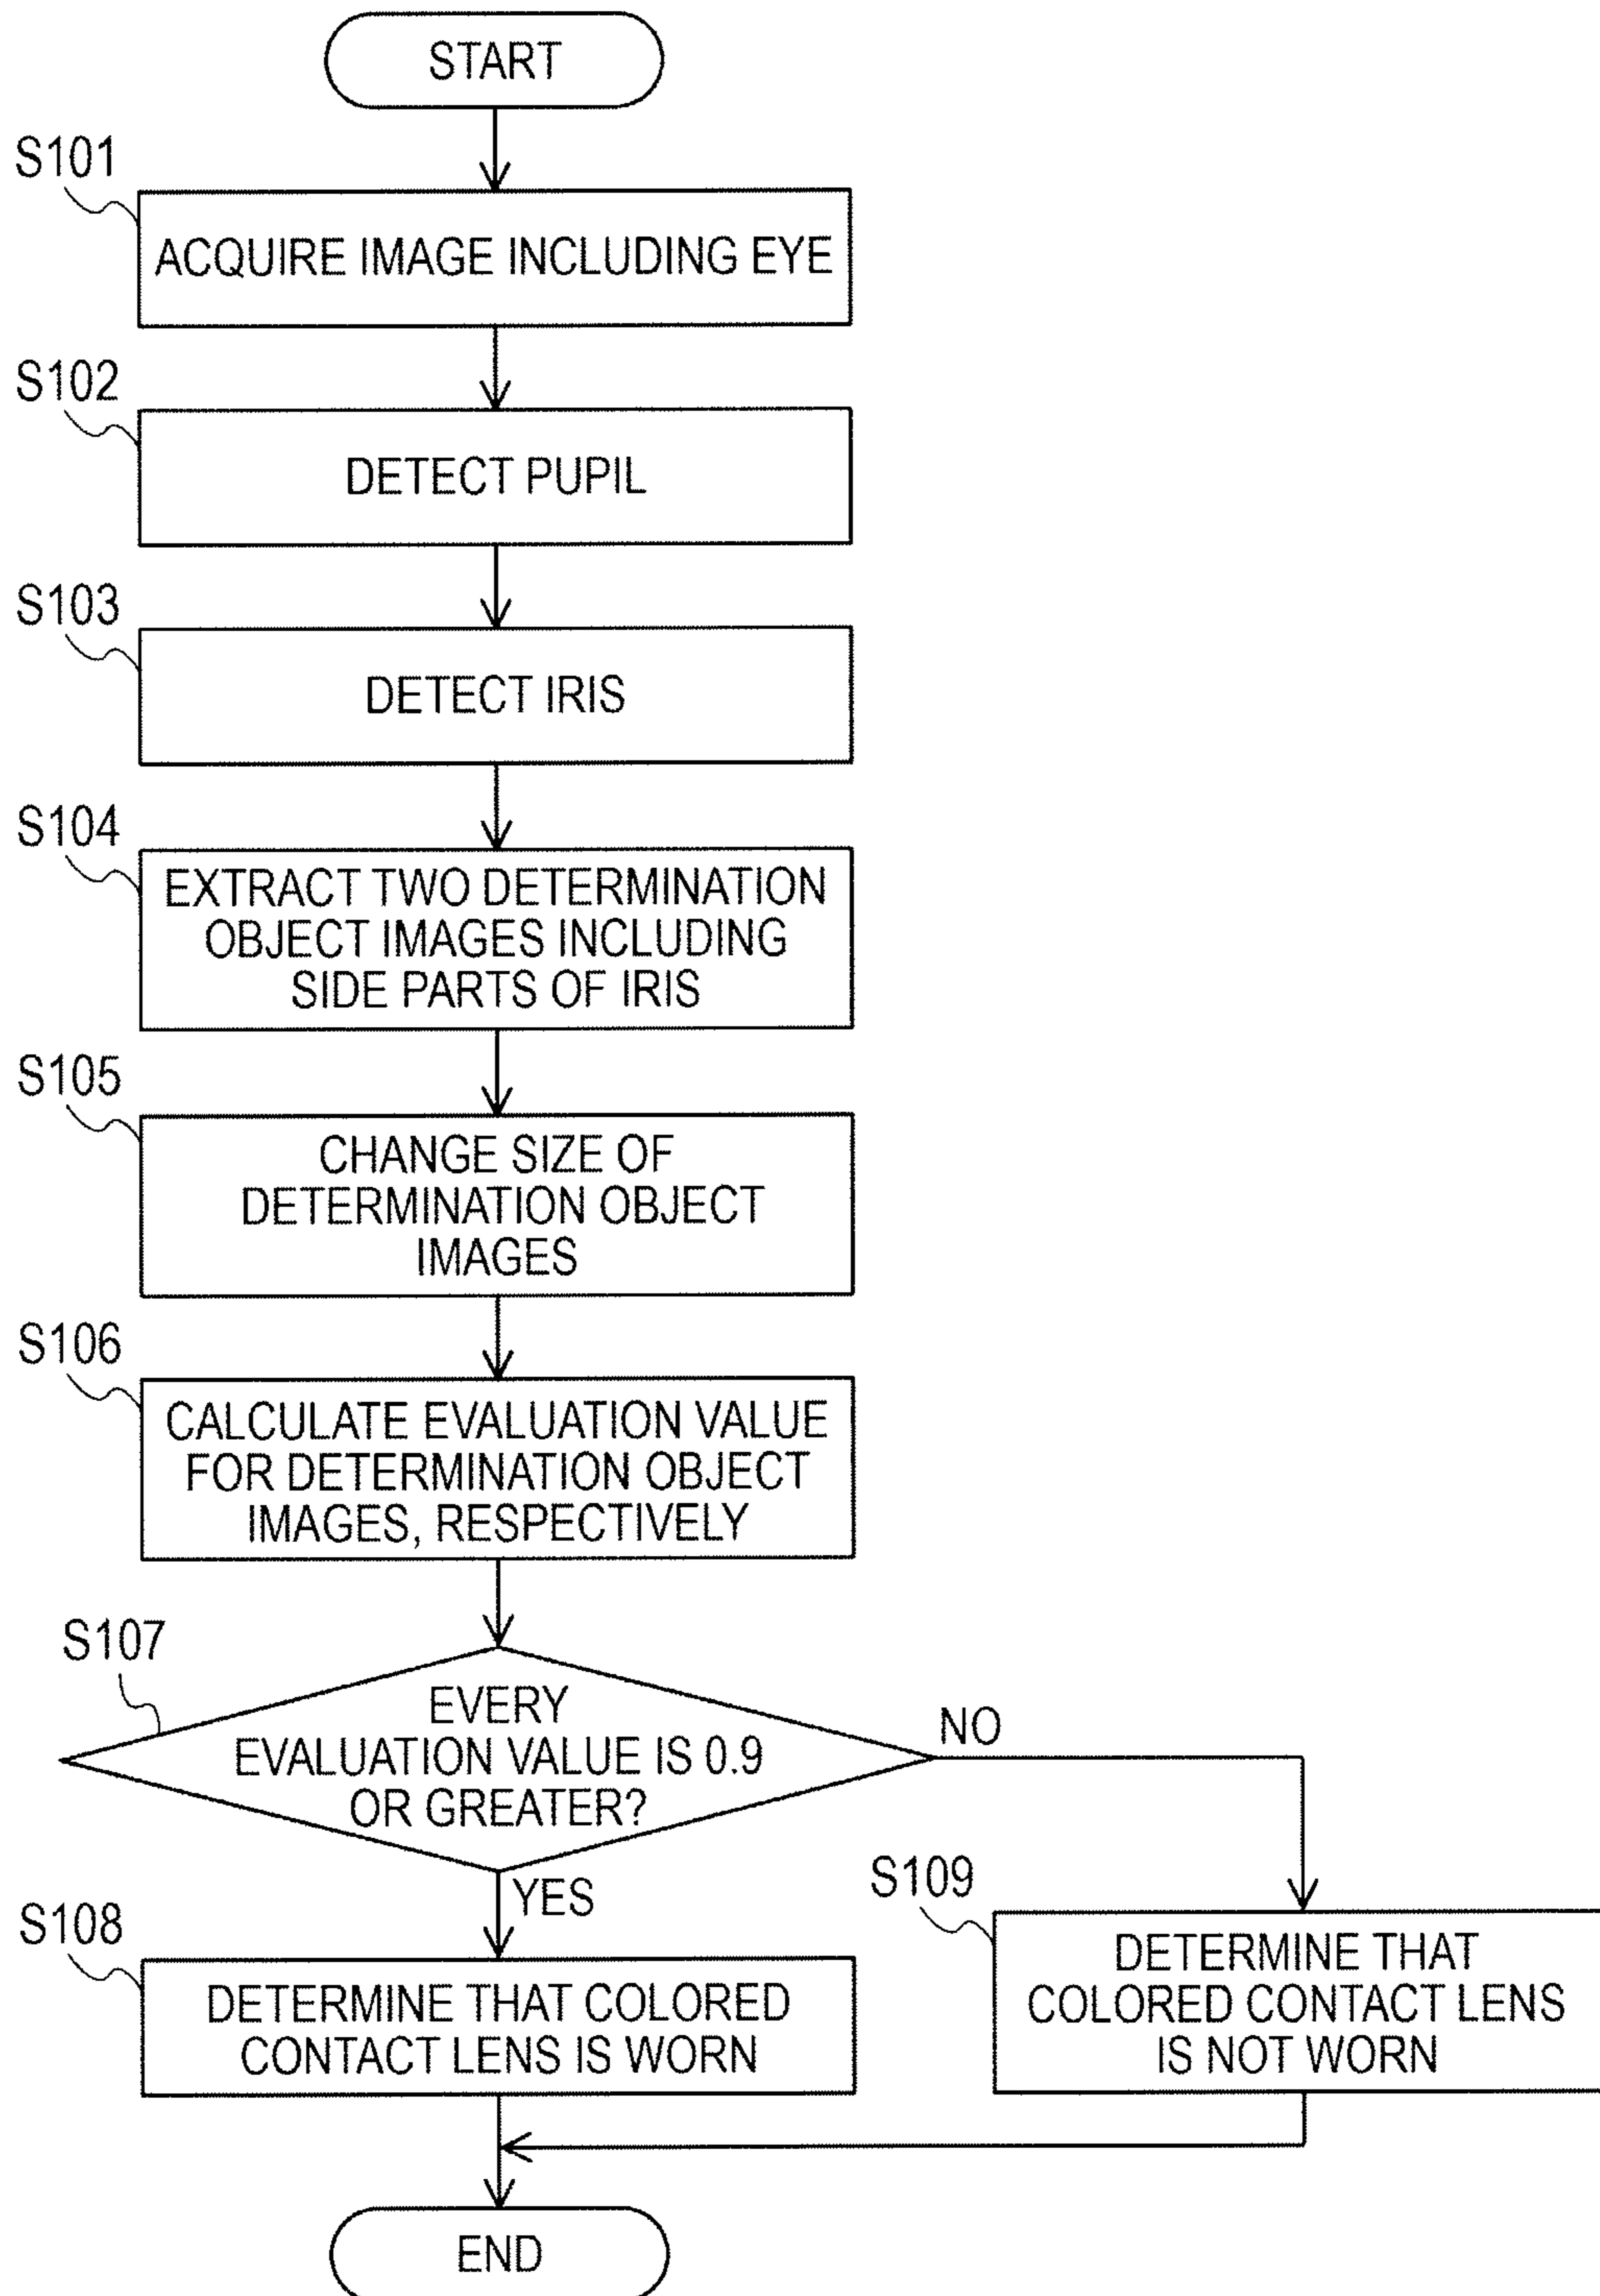 START
S101
ACQUIRE IMAGE INCLUDING EYE
S102
DETECT PUPIL
S103
DETECT IRIS
S104
EXTRACT TWO DETERMINATION
OBJECT IMAGES INCLUDING
SIDE PARTS OF IRIS
S105
CHANGE SIZE OF
DETERMINATION OBJECT
IMAGES
S106
CALCULATE EVALUATION VALUE
FOR DETERMINATION OBJECT
IMAGES, RESPECTIVELY
S107
EVERY
EVALUATION VALUE IS 0.9
OR GREATER?
NO
YES
S108
DETERMINE THAT COLORED
CONTACT LENS IS WORN
S109
DETERMINE THAT
COLORED CONTACT LENS
IS NOT WORN
END